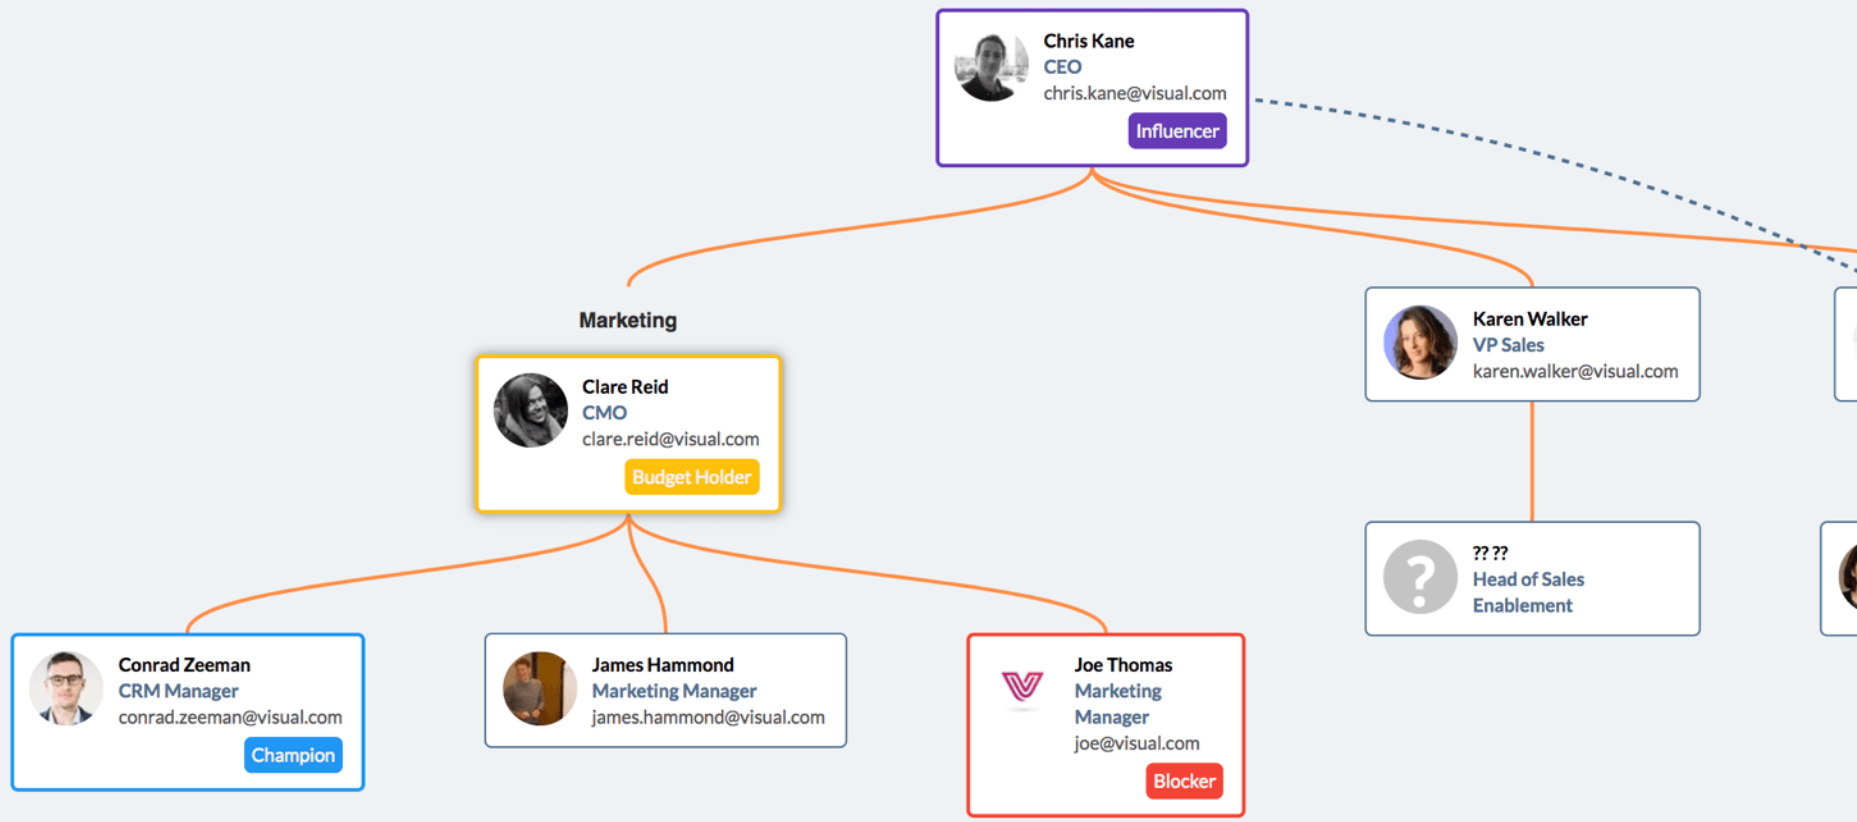 Chris Kane
CEO
chris.kane@visual.com
Influencer
Marketing
Clare Reid
CMO
clare.reid@visual.com
Budget Holder
Karen Walker
VP Sales
karen.walker@visual.com
?
?? ??
Head of Sales
Enablement
Conrad Zeeman
CRM Manager
conrad.zeeman@visual.com
Champion
James Hammond
Marketing Manager
james.hammond@visual.com
Joe Thomas
Marketing
Manager
joe@visual.com
Blocker